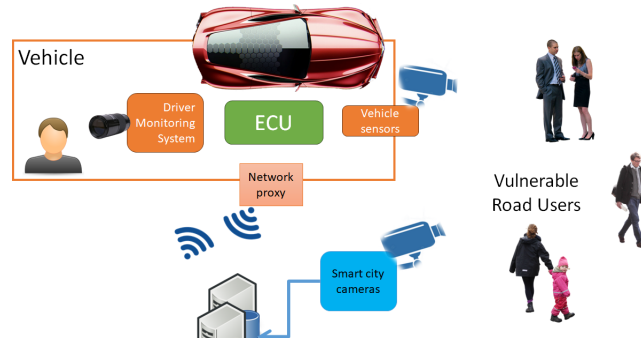 Vehicle
Driver
Monitoring
System
ECU
Vehicle
sensors
Network
proxy
Vulnerable
Road Users
Smart city
cameras